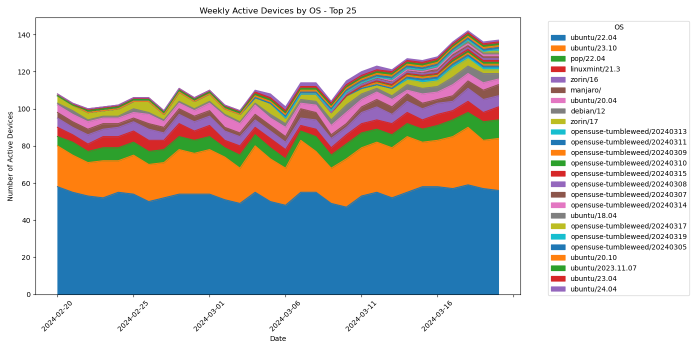 Weekly Active Devices by OS - Top 25
Number of Active Devices
140
120
100
80
60
40
20
0
2024-02-20
2024-02-25
2024-03-01
2024-03-06
2024-03-11
2024-03-16
Date
OS
ubuntu/22.04
ubuntu/23.10
pop/22.04
linuxmint/21.3
zorin/16
manjaro/
ubuntu/20.04
debian/12
zorin/17
opensuse-tumbleweed/20240313
opensuse-tumbleweed/20240311
opensuse-tumbleweed/20240309
opensuse-tumbleweed/20240310
opensuse-tumbleweed/20240315
opensuse-tumbleweed/20240308
opensuse-tumbleweed/20240307
opensuse-tumbleweed/20240314
ubuntu/18.04
opensuse-tumbleweed/20240317
opensuse-tumbleweed/20240319
opensuse-tumbleweed/20240305
ubuntu/20.10
ubuntu/2023.11.07
ubuntu/23.04
ubuntu/24.04